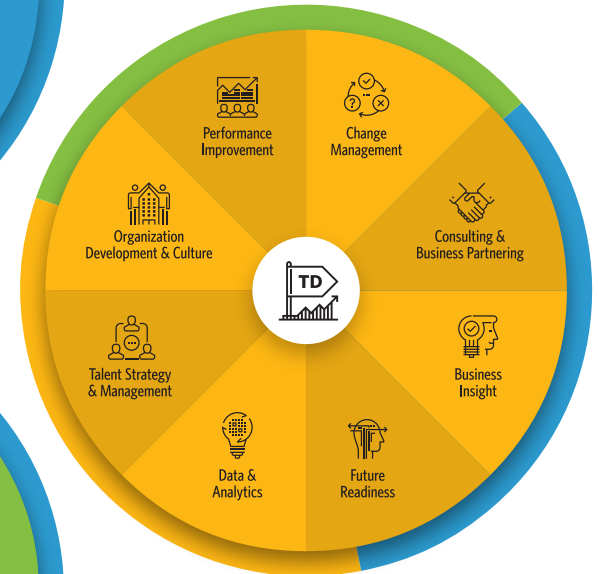 Performance
Improvement
Change
Management
Organization
Development & Culture
Consulting &
Business Partnering
TD
Talent Strategy
& Management
Business
Insight
Data &
Analytics
Future
Readiness
?